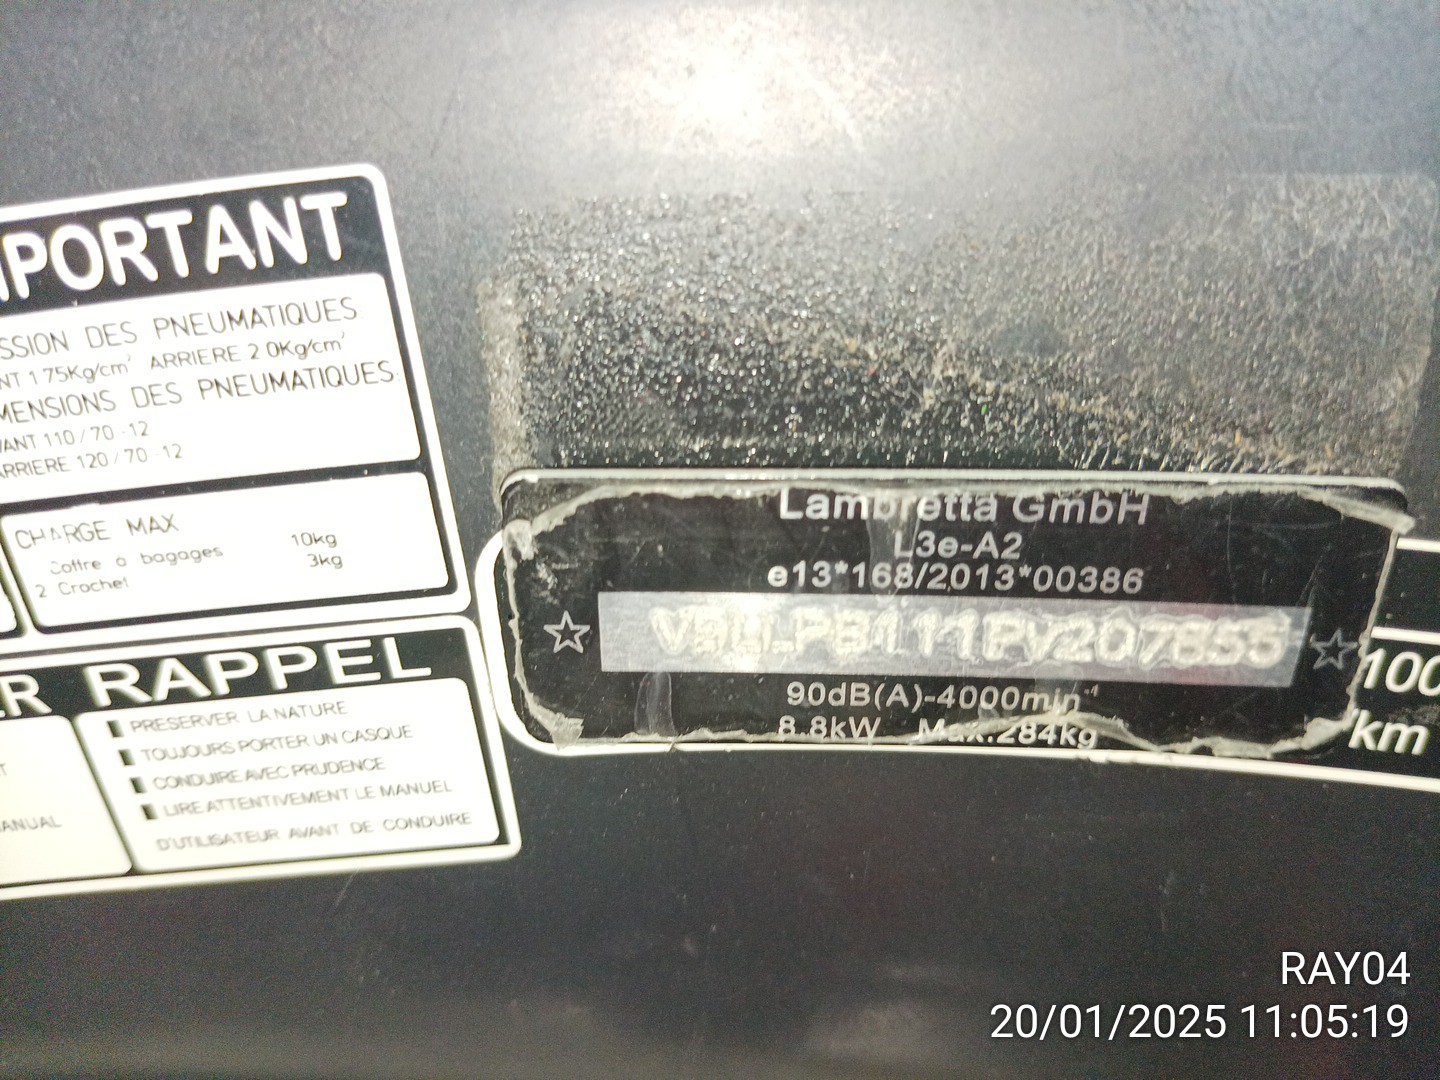 MPORTANT
SSION DES PNEUMATIQUES
NT 1 75Kg/cm² ARRIERE 2 0Kg/cm²
MENSIONS DES PNEUMATIQUES:
VANT 110 / 70 -12
ARRIERE 120 / 70 -12
CHARGE MAX
Coffre a bagages 10kg
2 Crochet 3kg
R RAPPEL
PRESERVER LA NATURE
TOUJOURS PORTER UN CASQUE
CONDUIRE AVEC PRUDENCE
LIRE ATTENTIVEMENT LE MANUEL
D'UTILISATEUR AVANT DE CONDUIRE
T
ANUAL
Lambretta GmbH
L3e-A2
e13*168/2013*00386
90dB(A)-4000min⁻¹
8.8kW Max.284kg
100
/km
RAY04
20/01/2025 11:05:19